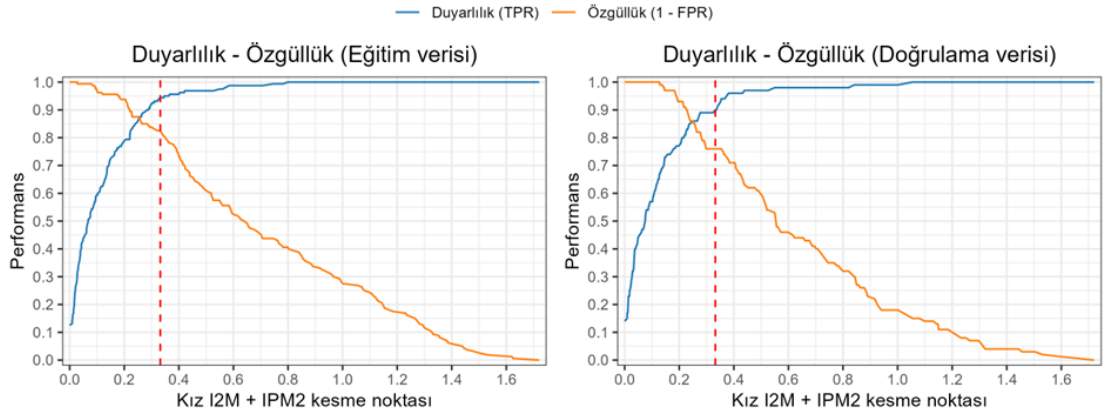 Duyarlılık (TPR) Özgüllük (1 - FPR)
Duyarlılık - Özgüllük (Eğitim verisi)
Performans
1.0
0.9
0.8
0.7
0.6
0.5
0.4
0.3
0.2
0.1
0.0
0.0 0.2 0.4 0.6 0.8 1.0 1.2 1.4 1.6
Kız I2M + IPM2 kesme noktası
Duyarlılık - Özgüllük (Doğrulama verisi)
Performans
1.0
0.9
0.8
0.7
0.6
0.5
0.4
0.3
0.2
0.1
0.0
0.0 0.2 0.4 0.6 0.8 1.0 1.2 1.4 1.6
Kız I2M + IPM2 kesme noktası